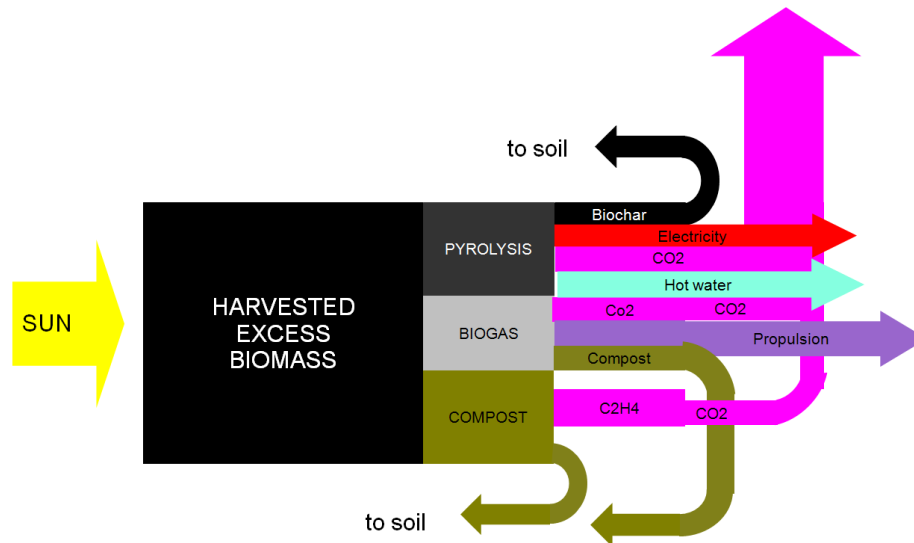 to soil
Biochar
Electricity
PYROLYSIS
CO2
Hot water
SUN
HARVESTED
EXCESS
BIOMASS
Co2 CO2
BIOGAS
Propulsion
Compost
C2H4
CO2
COMPOST
to soil